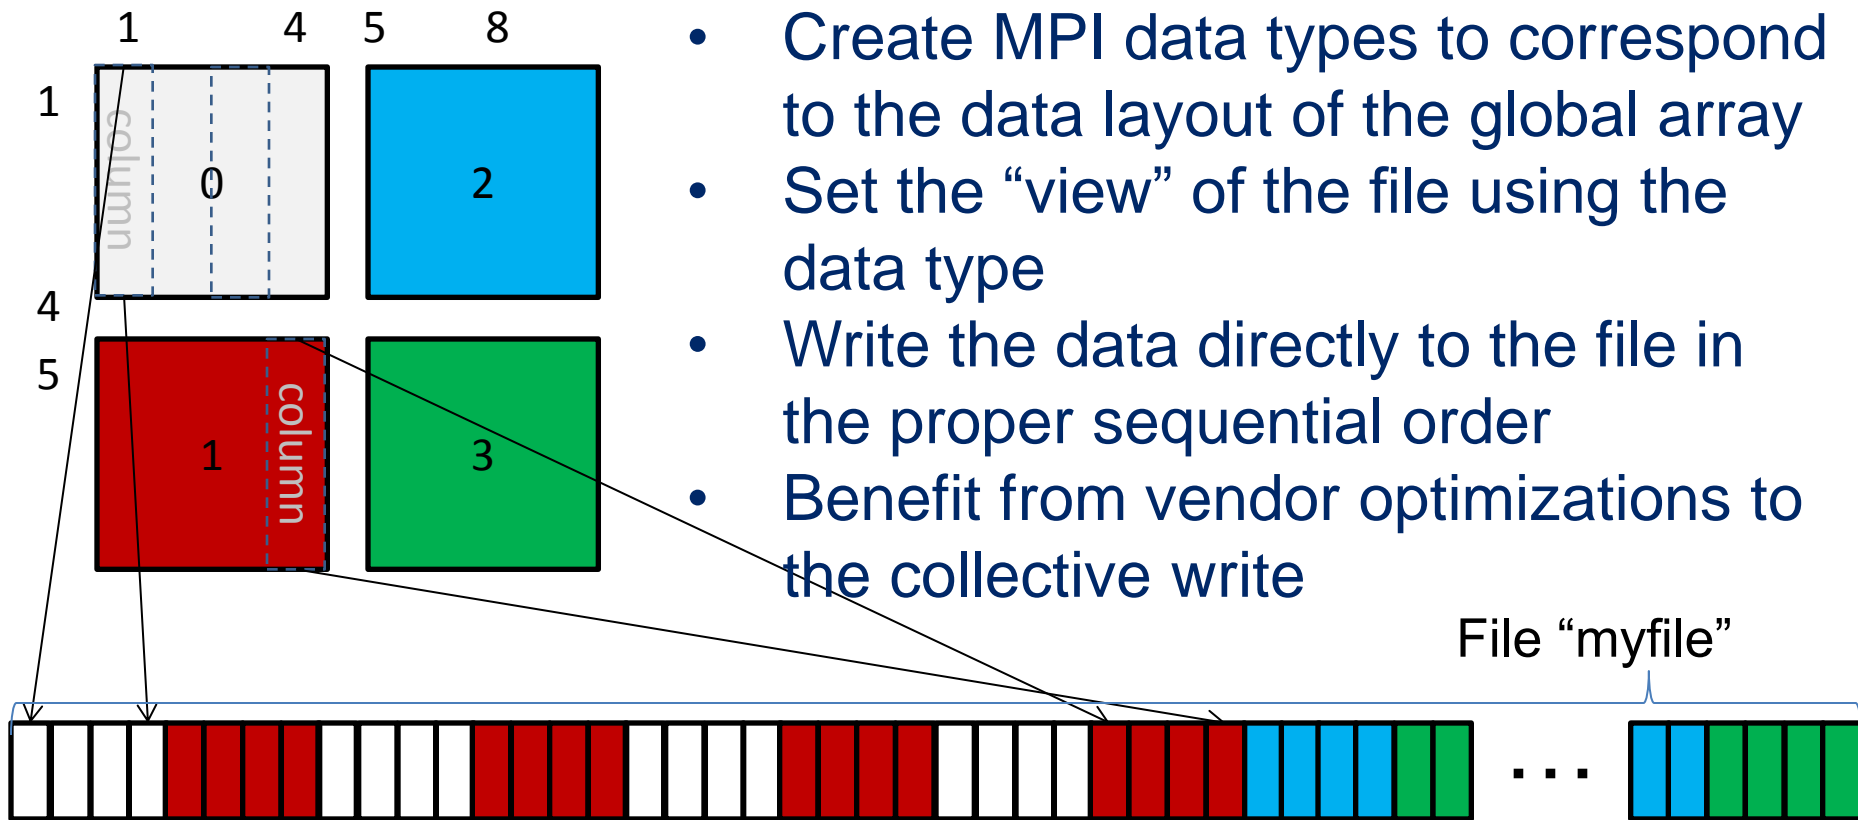 1 4 5 8
1
column
0
2
4
5
column
1
3
• Create MPI data types to correspond
to the data layout of the global array
• Set the “view” of the file using the
data type
• Write the data directly to the file in
the proper sequential order
• Benefit from vendor optimizations to
the collective write
File “myfile”
. . .